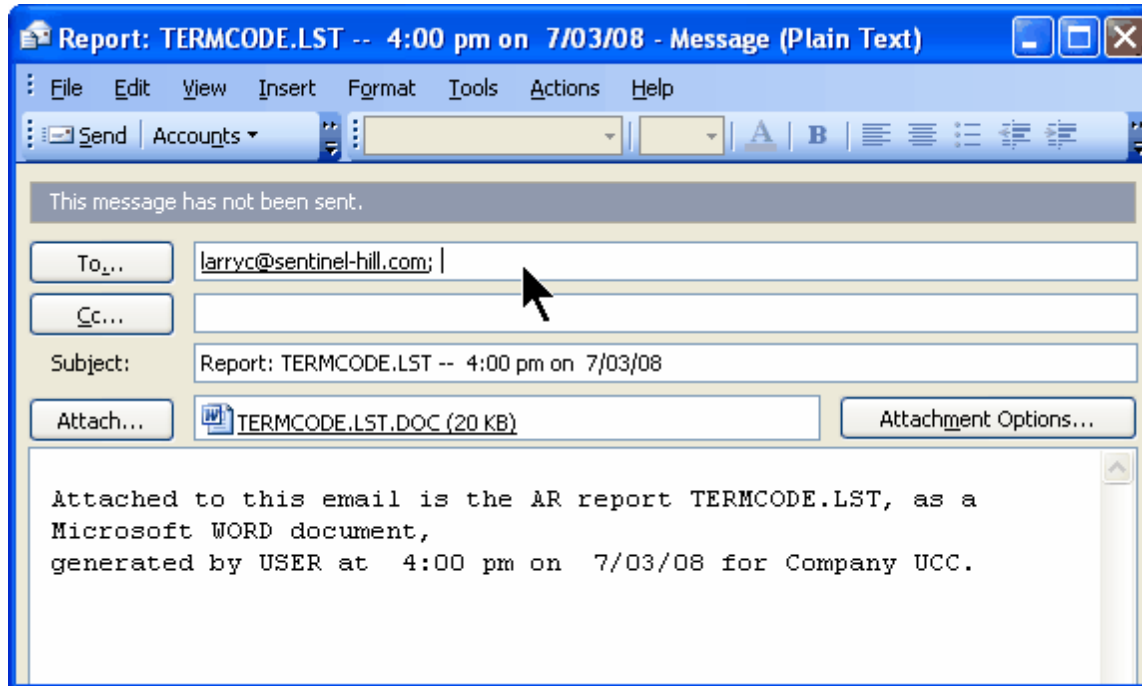 Report: TERMCODE.LST -- 4:00 pm on 7/03/08 - Message (Plain Text)
File Edit View Insert Format Tools Actions Help
Send Accounts A B
This message has not been sent.
To... larryc@sentinel-hill.com;
Cc...
Subject: Report: TERMCODE.LST -- 4:00 pm on 7/03/08
Attach... TERMCODE.LST.DOC (20 KB) Attachment Options...
Attached to this email is the AR report TERMCODE.LST, as a
Microsoft WORD document,
generated by USER at 4:00 pm on 7/03/08 for Company UCC.